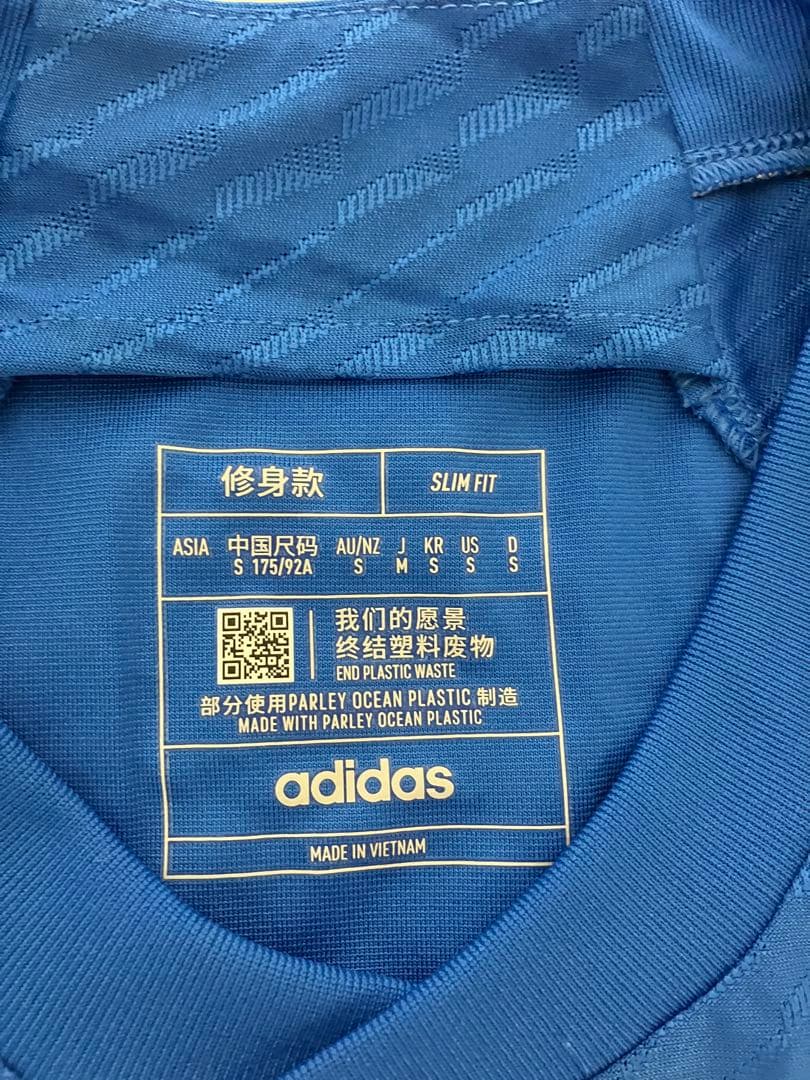 修身款 SLIM FIT
ASIA 中国尺码 AU/NZ J KR US D
S 175/92A S M S S S
我们的愿景
终结塑料废物
END PLASTIC WASTE
部分使用PARLEY OCEAN PLASTIC 制造
MADE WITH PARLEY OCEAN PLASTIC
adidas
MADE IN VIETNAM